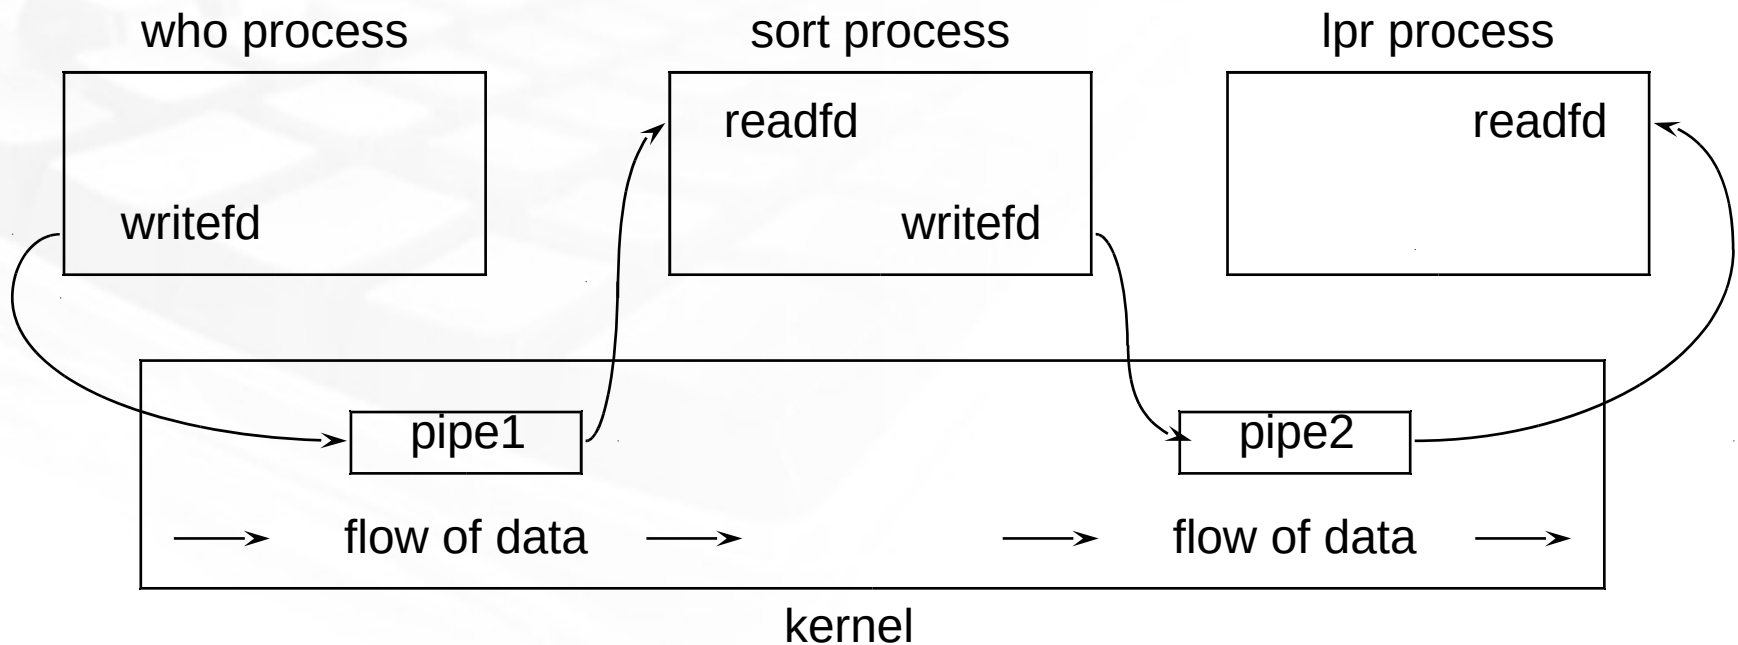 who process
sort process
lpr process
readfd
readfd
writefd
writefd
pipe1
pipe2
flow of data
flow of data
kernel